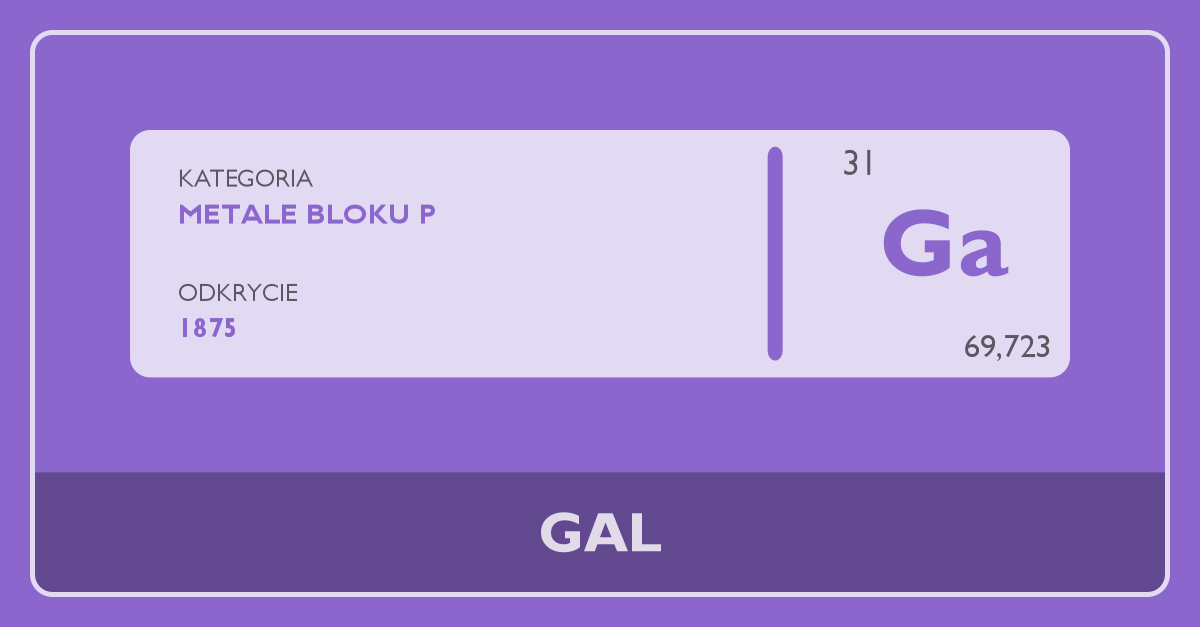 KATEGORIA
METALE BLOKU P
ODKRYCIE
1875
31
Ga
69,723
GAL